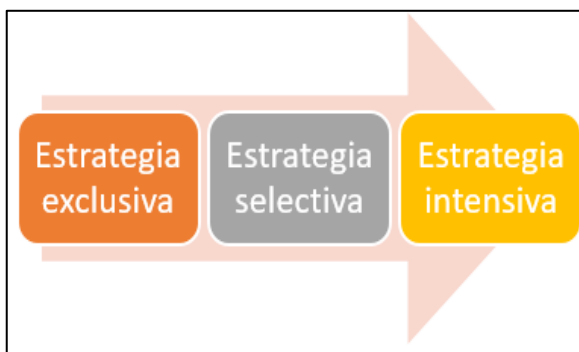 Estrategia
exclusiva
Estrategia
selectiva
Estrategia
intensiva